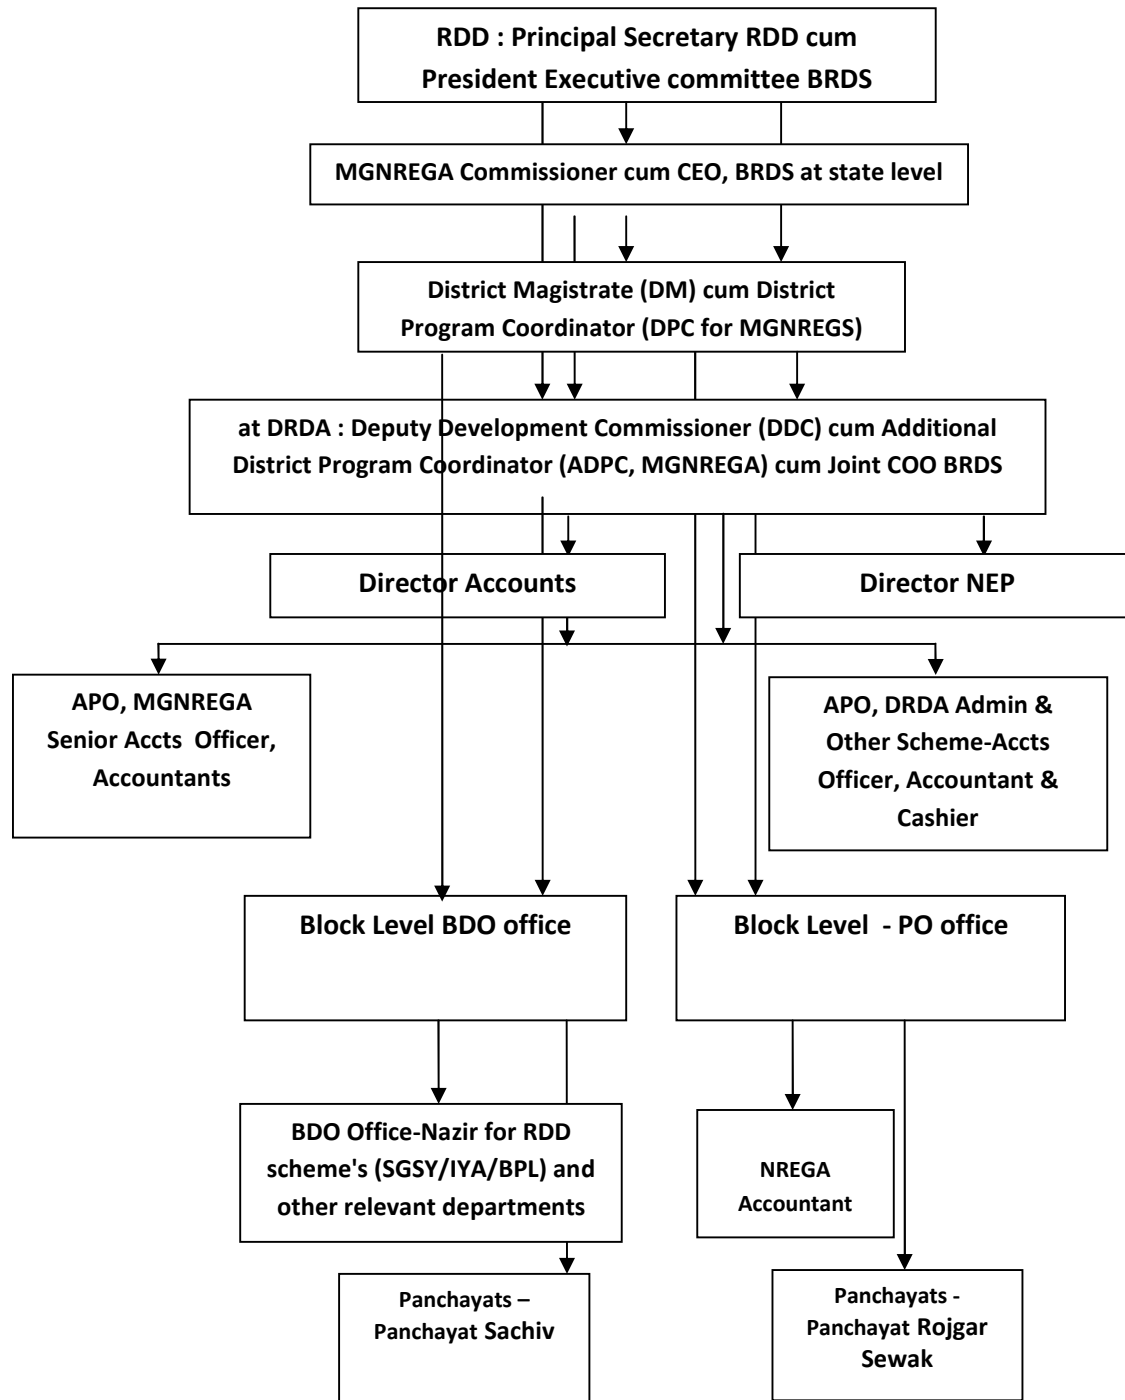 RDD : Principal Secretary RDD cum
President Executive committee BRDS
MGNREGA Commissioner cum CEO, BRDS at state level
District Magistrate (DM) cum District
Program Coordinator (DPC for MGNREGS)
at DRDA : Deputy Development Commissioner (DDC) cum Additional
District Program Coordinator (ADPC, MGNREGA) cum Joint COO BRDS
Director Accounts
Director NEP
APO, MGNREGA
Senior Accts Officer,
Accountants
APO, DRDA Admin &
Other Scheme-Accts
Officer, Accountant &
Cashier
Block Level BDO office
Block Level - PO office
BDO Office-Nazir for RDD
scheme's (SGSY/IYA/BPL) and
other relevant departments
NREGA
Accountant
Panchayats –
Panchayat Sachiv
Panchayats -
Panchayat Rojgar
Sewak